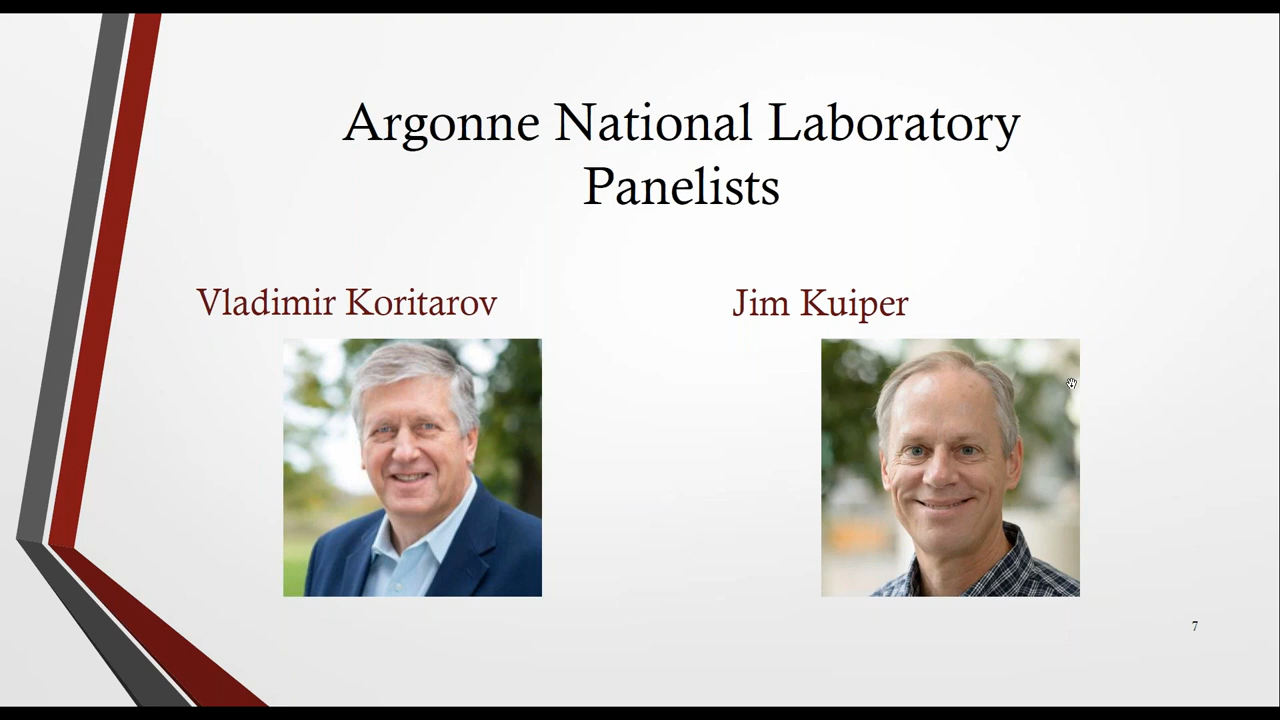 Argonne National Laboratory
Panelists
Vladimir Koritarov
Jim Kuiper
7